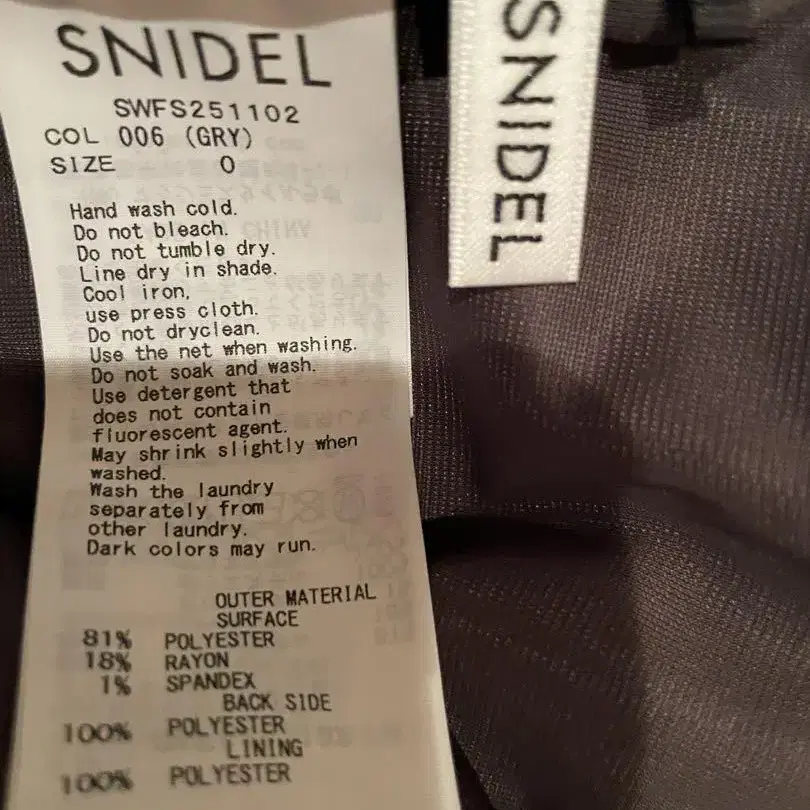 SNIDEL
SWFS251102
COL 006 (GRY)
SIZE 0
Hand wash cold.
Do not bleach.
Do not tumble dry.
Line dry in shade.
Cool iron,
use press cloth.
Do not dryclean.
Use the net when washing.
Do not soak and wash.
Use detergent that
does not contain
fluorescent agent.
May shrink slightly when
washed.
Wash the laundry
separately from
other laundry.
Dark colors may run.
OUTER MATERIAL
SURFACE
81% POLYESTER
18% RAYON
1% SPANDEX
BACK SIDE
100% POLYESTER
LINING
100% POLYESTER
SNIDEL